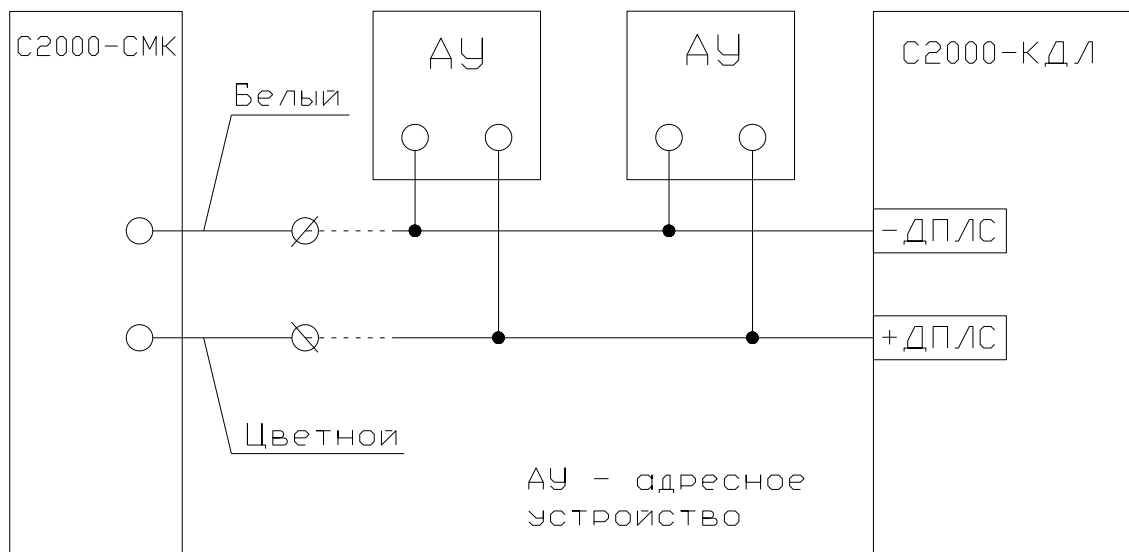 С2000-СМК
АУ
АУ
С2000-КДЛ
Белый
-ДПЛС
+ДПЛС
Цветной
АУ - адресное
устройство